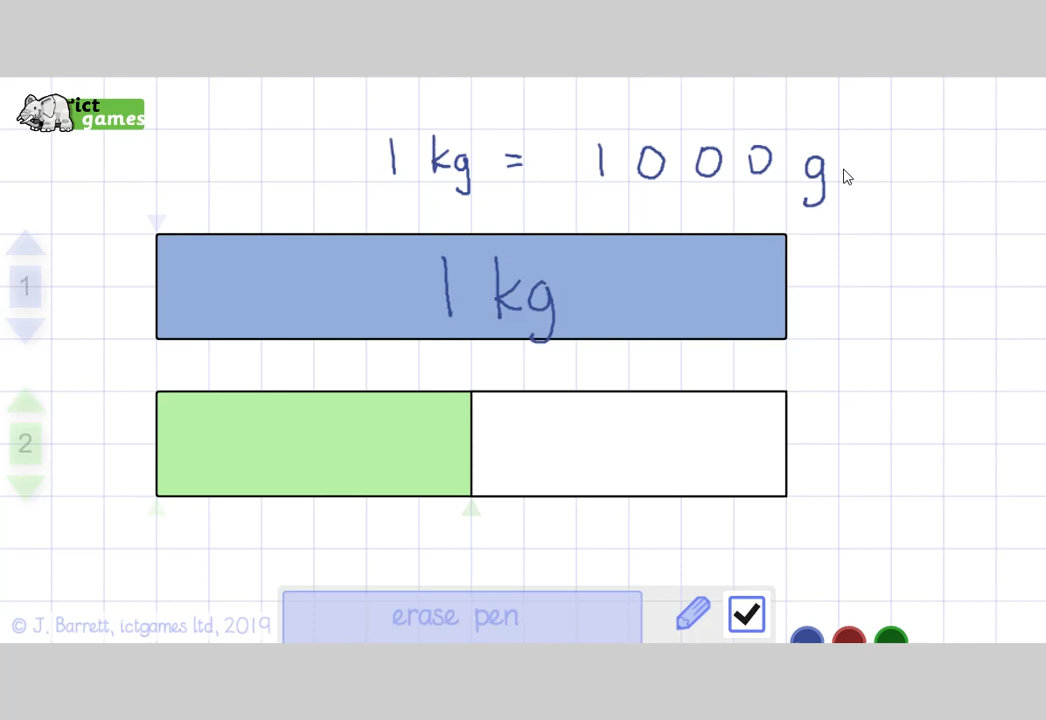 ict
games
1 kg = 1000 g
1
1 kg
2
erase pen
© J. Barrett, ictgames ltd, 2019